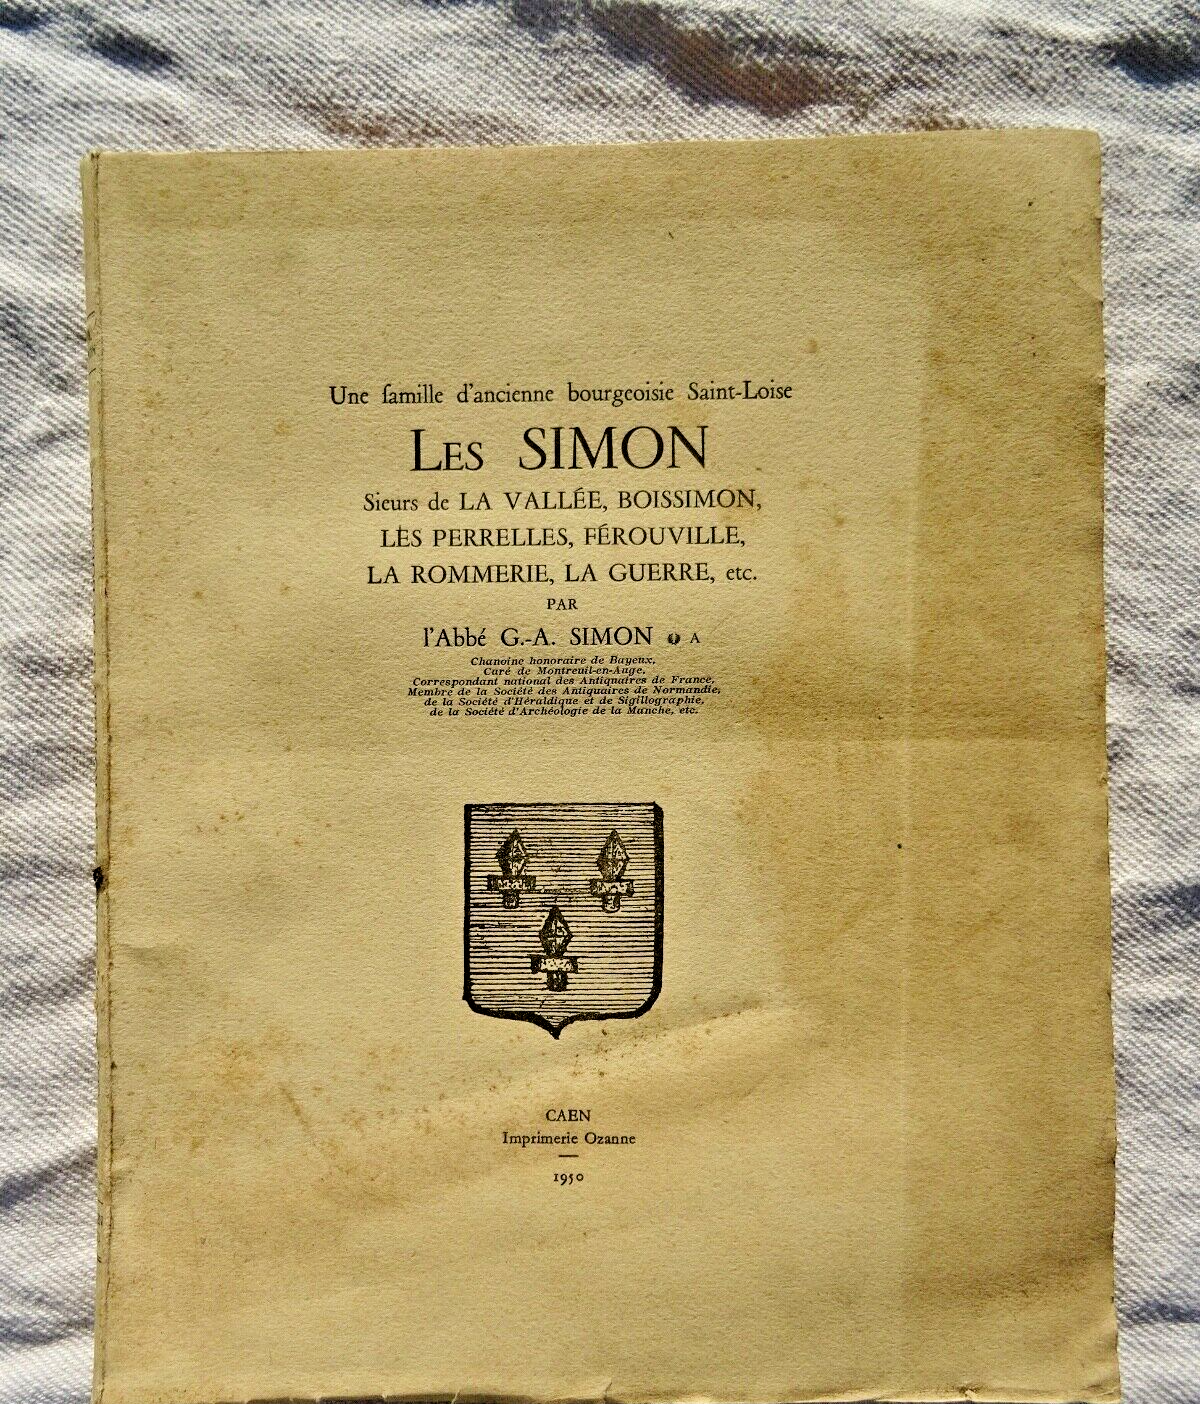 Une famille d'ancienne bourgeoisie Saint-Loise
LES SIMON
Sieurs de LA VALLÉE, BOISSIMON,
LES PERRELLES, FÉROUVILLE,
LA ROMMERIE, LA GUERRE, etc.
PAR
l'Abbé G.-A. SIMON A
Chanoine honoraire de Bayeux,
Curé de Montreuil-en-Auge,
Correspondant national des Antiquaires de France,
Membre de la Société des Antiquaires de Normandie,
de la Société d'Héraldique et de Sigillographie,
de la Société d'Archéologie de la Manche, etc.
CAEN
Imprimerie Ozanne
1950